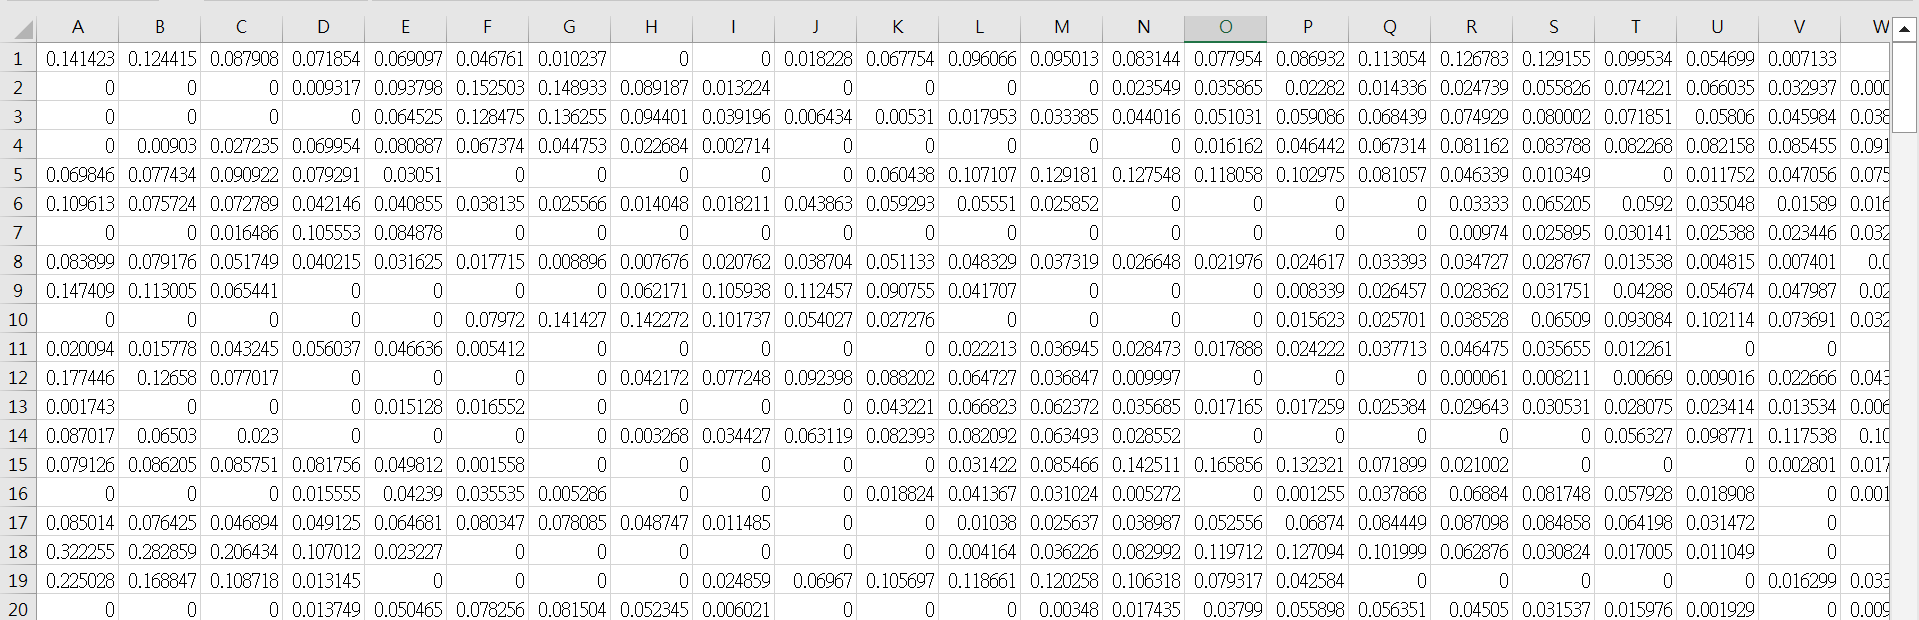 A B C D E F G H I J K L M N O P Q R S T U V W
1 0.141423 0.124415 0.087908 0.071854 0.069097 0.046761 0.010237 0 0 0.018228 0.067754 0.096066 0.095013 0.083144 0.077954 0.086932 0.113054 0.126783 0.129155 0.099534 0.054699 0.007133
2 0 0 0 0.009317 0.093798 0.152503 0.148933 0.089187 0.013224 0 0 0 0 0.023549 0.035865 0.02282 0.014336 0.024739 0.055826 0.074221 0.066035 0.032937 0.000
3 0 0 0 0 0.064525 0.128475 0.136255 0.094401 0.039196 0.006434 0.00531 0.017953 0.033385 0.044016 0.051031 0.059086 0.068439 0.074929 0.080002 0.071851 0.05806 0.045984 0.038
4 0 0.00903 0.027235 0.069954 0.080887 0.067374 0.044753 0.022684 0.002714 0 0 0 0 0 0.016162 0.046442 0.067314 0.081162 0.083788 0.082268 0.082158 0.085455 0.091
5 0.069846 0.077434 0.090922 0.079291 0.03051 0 0 0 0 0 0.060438 0.107107 0.129181 0.127548 0.118058 0.102975 0.081057 0.046339 0.010349 0 0.011752 0.047056 0.075
6 0.109613 0.075724 0.072789 0.042146 0.040855 0.038135 0.025566 0.014048 0.018211 0.043863 0.059293 0.05551 0.025852 0 0 0 0 0.03333 0.065205 0.0592 0.035048 0.01589 0.016
7 0 0 0.016486 0.105553 0.084878 0 0 0 0 0 0 0 0 0 0 0 0 0.00974 0.025895 0.030141 0.025388 0.023446 0.032
8 0.083899 0.079176 0.051749 0.040215 0.031625 0.017715 0.008896 0.007676 0.020762 0.038704 0.051133 0.048329 0.037319 0.026648 0.021976 0.024617 0.033393 0.034727 0.028767 0.013538 0.004815 0.007401 0.0
9 0.147409 0.113005 0.065441 0 0 0 0 0.062171 0.105938 0.112457 0.090755 0.041707 0 0 0 0.008339 0.026457 0.028362 0.031751 0.04288 0.054674 0.047987 0.02
10 0 0 0 0 0 0.07972 0.141427 0.142272 0.101737 0.054027 0.027276 0 0 0 0 0.015623 0.025701 0.038528 0.06509 0.093084 0.102114 0.073691 0.032
11 0.020094 0.015778 0.043245 0.056037 0.046636 0.005412 0 0 0 0 0 0.022213 0.036945 0.028473 0.017888 0.024222 0.037713 0.046475 0.035655 0.012261 0 0
12 0.177446 0.12658 0.077017 0 0 0 0 0.042172 0.077248 0.092398 0.088202 0.064727 0.036847 0.009997 0 0 0 0.000061 0.008211 0.00669 0.009016 0.022666 0.043
13 0.001743 0 0 0 0.015128 0.016552 0 0 0 0 0.043221 0.066823 0.062372 0.035685 0.017165 0.017259 0.025384 0.029643 0.030531 0.028075 0.023414 0.013534 0.006
14 0.087017 0.06503 0.023 0 0 0 0 0.003268 0.034427 0.063119 0.082393 0.082092 0.063493 0.028552 0 0 0 0 0 0.056327 0.098771 0.117538 0.10
15 0.079126 0.086205 0.085751 0.081756 0.049812 0.001558 0 0 0 0 0 0.031422 0.085466 0.142511 0.165856 0.132321 0.071899 0.021002 0 0 0 0.002801 0.017
16 0 0 0 0.015555 0.04239 0.035535 0.005286 0 0 0 0.018824 0.041367 0.031024 0.005272 0 0.001255 0.037868 0.06884 0.081748 0.057928 0.018908 0 0.001
17 0.085014 0.076425 0.046894 0.049125 0.064681 0.080347 0.078085 0.048747 0.011485 0 0 0.01038 0.025637 0.038987 0.052556 0.06874 0.084449 0.087098 0.084858 0.064198 0.031472 0
18 0.322255 0.282859 0.206434 0.107012 0.023227 0 0 0 0 0 0 0.004164 0.036226 0.082992 0.119712 0.127094 0.101999 0.062876 0.030824 0.017005 0.011049 0
19 0.225028 0.168847 0.108718 0.013145 0 0 0 0 0.024859 0.06967 0.105697 0.118661 0.120258 0.106318 0.079317 0.042584 0 0 0 0 0 0.016299 0.033
20 0 0 0 0.013749 0.050465 0.078256 0.081504 0.052345 0.006021 0 0 0 0.00348 0.017435 0.03799 0.055898 0.056351 0.04505 0.031537 0.015976 0.001929 0 0.009